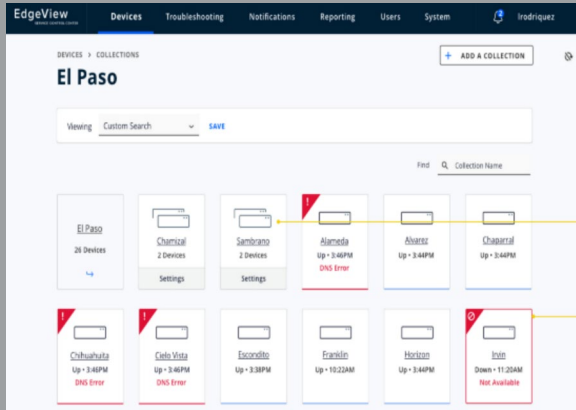 EdgeView
Devices Troubleshooting Notifications Reporting Users System 2 lrodriquez
DEVICES > COLLECTIONS
El Paso
+ ADD A COLLECTION
Viewing Custom Search SAVE
Find Collection Name
El Paso
26 Devices
Chamizal
2 Devices
Settings
Sambrano
2 Devices
Settings
!
Alameda
Up • 3:46PM
DNS Error
Alvarez
Up • 3:44PM
Chaparral
Up • 3:44PM
!
Chihuahuita
Up • 3:46PM
DNS Error
!
Cielo Vista
Up • 3:46PM
DNS Error
Escondito
Up • 3:38PM
Franklin
Up • 10:22AM
Horizon
Up • 3:44PM
Irvin
Down • 11:20AM
Not Available